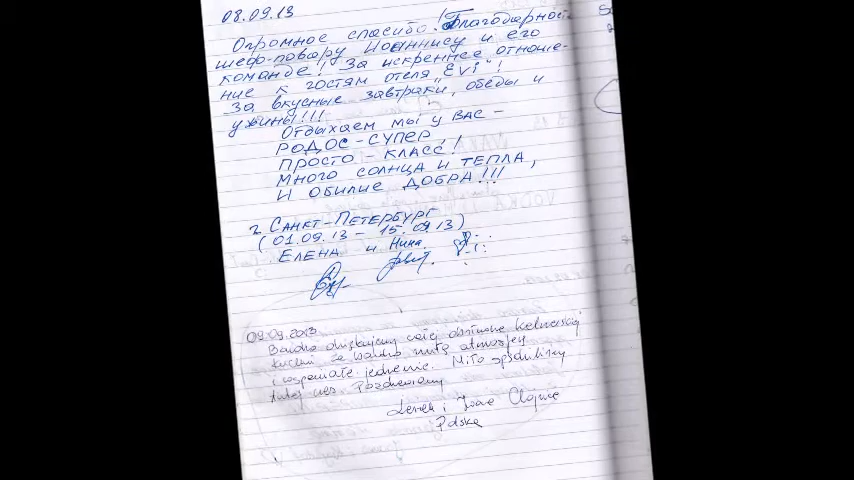 08.09.13
Огромное спасибо! Благодарность
шеф-повару Иоаннису и его
команде!! За искреннее отноше-
ние к гостям отеля „Evi"!
За вкусные завтраки, обеды и
ужины!!!
Отдыхаем мы у вас -
РОДОС-СУПЕР,
ПРОСТО-КЛАСС!
МНОГО СОЛНЦА И ТЕПЛА,
И ОБИЛИЕ ДОБРА!!!
г. САНКТ-ПЕТЕРБУРГ
(01.09.13 - 15.09.13)
ЕЛЕНА и Нина.
09.09.2013
Bardzo dziękujemy całej obsłudze kelnerskiej
kuchni za bardzo miłą atmosferę
i wspaniałe jedzenie. Miło spędziliśmy
tutaj czas Pozdrawiamy
Leszek i
Polska